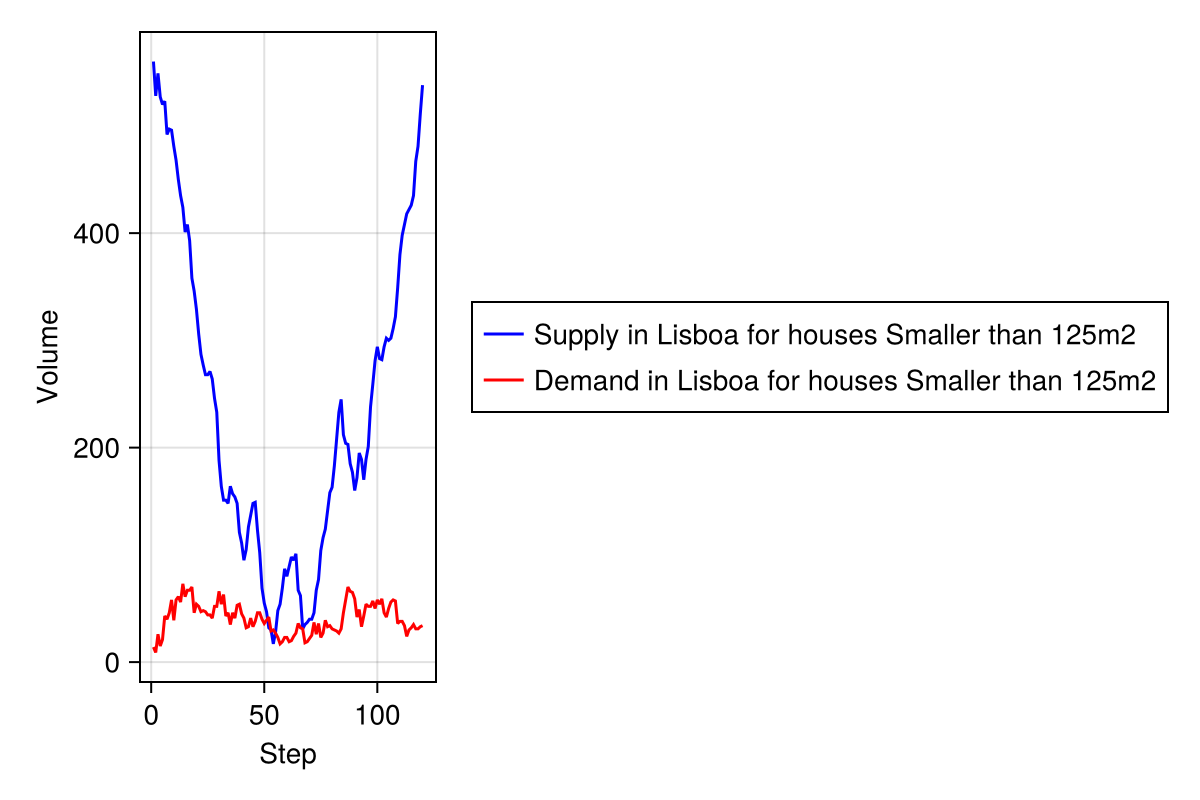 400
200
0
Volume
0 50 100
Step
Supply in Lisboa for houses Smaller than 125m2
Demand in Lisboa for houses Smaller than 125m2